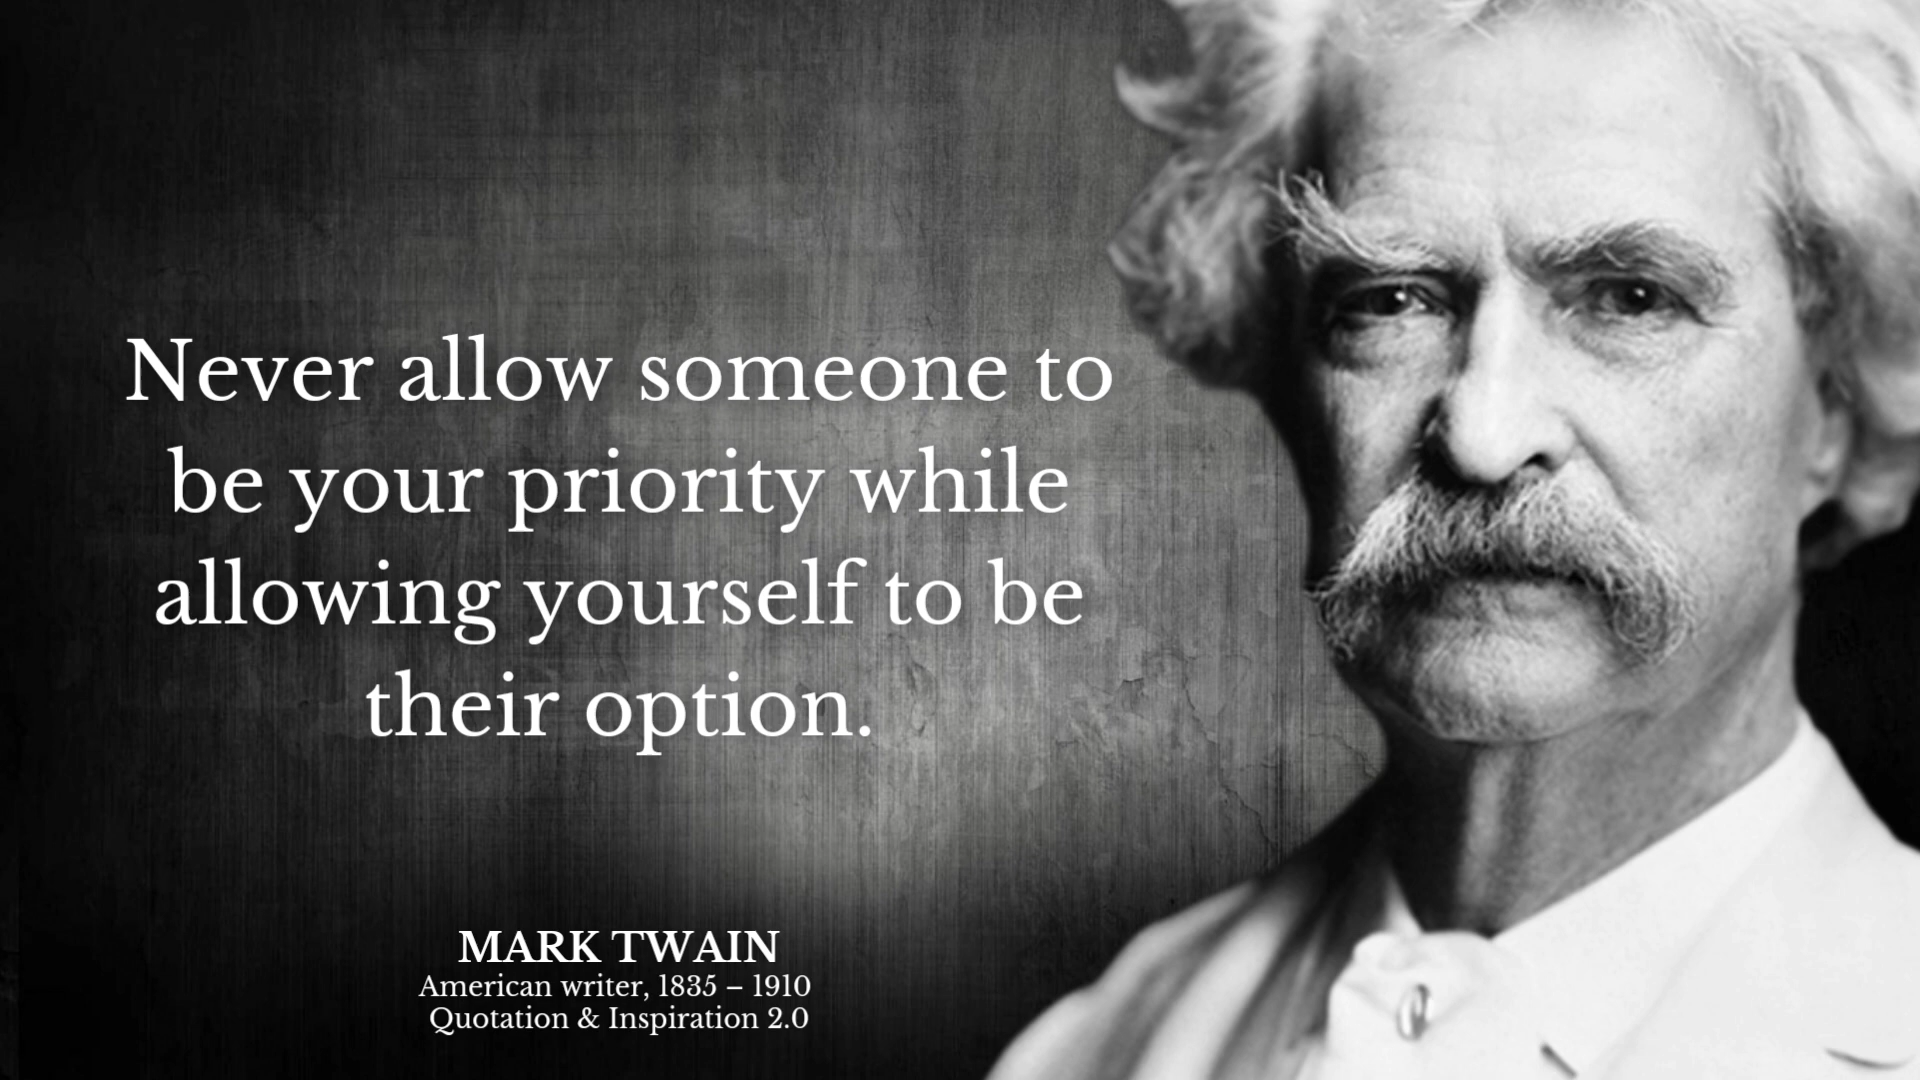 Never allow someone to
be your priority while
allowing yourself to be
their option.
MARK TWAIN
American writer, 1835 – 1910
Quotation & Inspiration 2.0